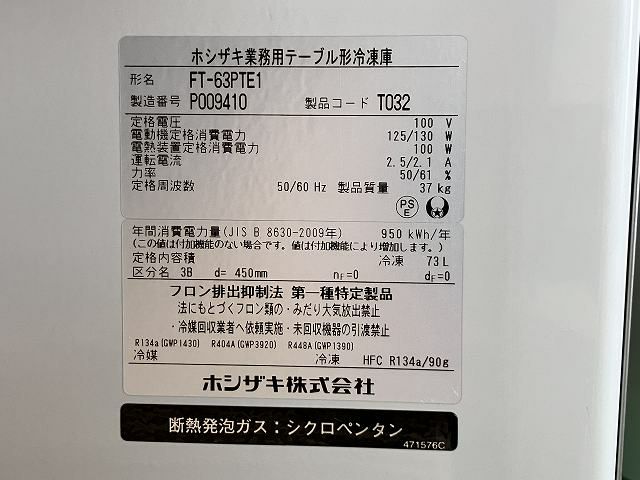 ホシザキ業務用テーブル形冷凍庫
形名 FT-63PTE1
製造番号 P009410 製品コード T032
定格電圧 100 V
電動機定格消費電力 125/130 W
電熱装置定格消費電力 100 W
運転電流 2.5/2.1 A
力率 50/61 %
定格周波数 50/60 Hz 製品質量 37 kg
PS
E
年間消費電力量(JIS B 8630-2009年) 950 kWh/年
(この値は付加機能のない場合です。値は付加機能により増加します。)
定格内容積 冷凍 73 L
区分名 3B d= 450mm nF=0 dF=0
フロン排出抑制法 第一種特定製品
法にもとづくフロン類の・みだり大気放出禁止
・冷媒回収業者へ依頼実施・未回収機器の引渡禁止
R134a(GWP1430) R404A(GWP3920) R448A(GWP1390)
冷媒 冷凍 HFC R134a/90g
ホシザキ株式会社
断熱発泡ガス:シクロペンタン
471576C